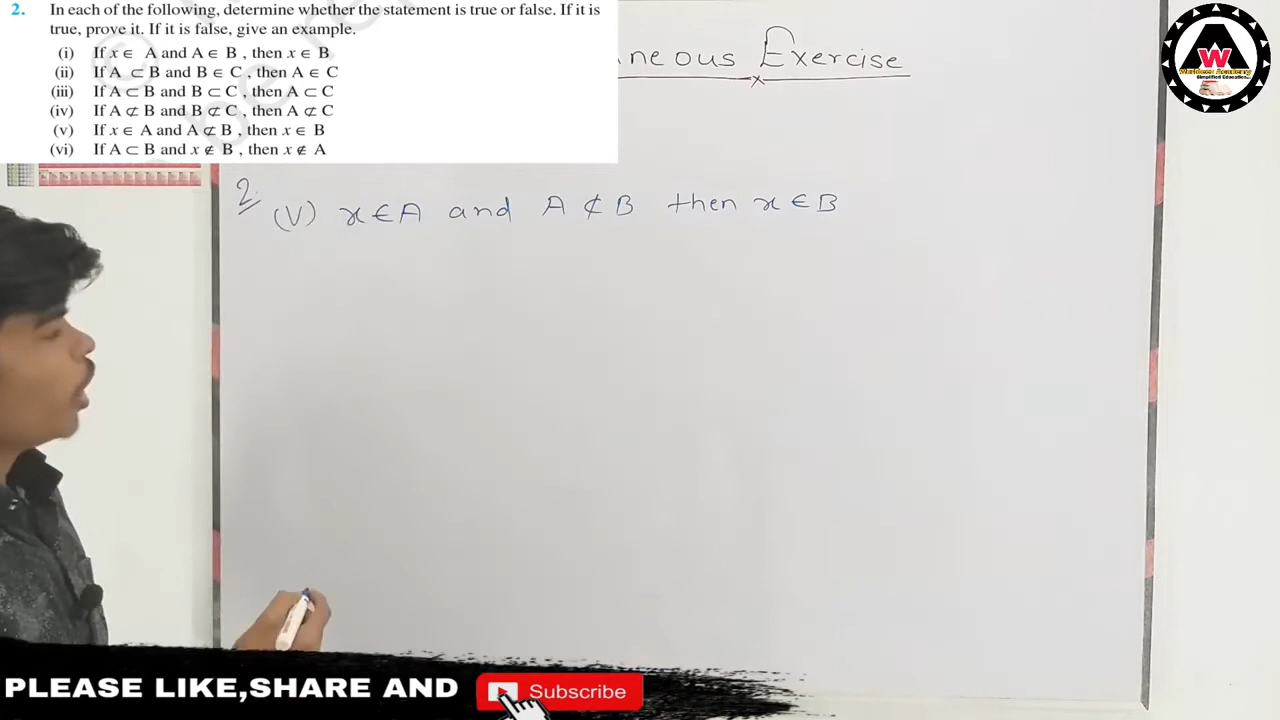 2. In each of the following, determine whether the statement is true or false. If it is
true, prove it. If it is false, give an example.
(i) If x ∈ A and A ∈ B , then x ∈ B
(ii) If A ⊂ B and B ∈ C , then A ∈ C
(iii) If A ⊂ B and B ⊂ C , then A ⊂ C
(iv) If A ⊄ B and B ⊄ C , then A ⊄ C
(v) If x ∈ A and A ⊄ B , then x ∈ B
(vi) If A ⊂ B and x ∉ B , then x ∉ A
neous Exercise
2. (V) x ∈ A and A ⊄ B then x ∈ B
W
Simplified Education...
PLEASE LIKE,SHARE AND
Subscribe